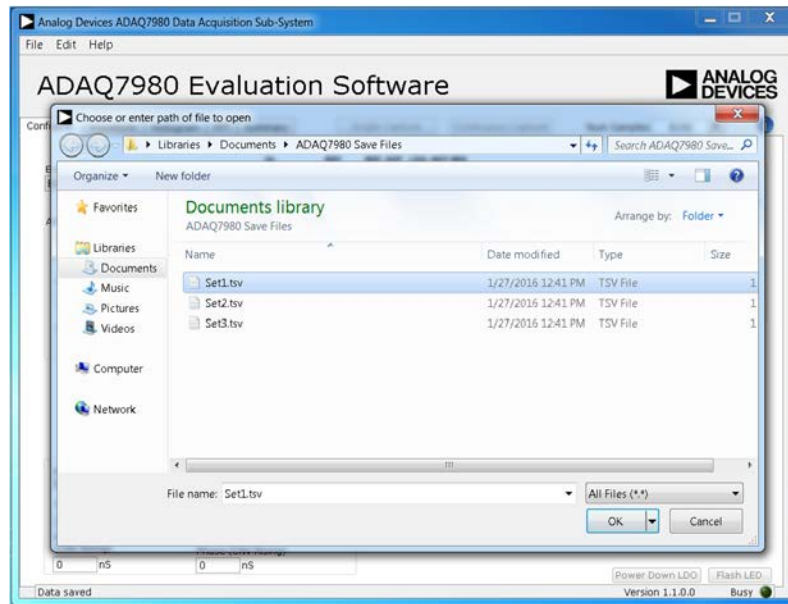 Analog Devices ADAQ7980 Data Acquisition Sub-System
File Edit Help
ADAQ7980 Evaluation Software
ANALOG DEVICES
Choose or enter path of file to open
Libraries Documents ADAQ7980 Save Files
Search ADAQ7980 Save...
Organize New folder
Favorites
Libraries
Documents
Music
Pictures
Videos
Computer
Network
Documents library
ADAQ7980 Save Files
Arrange by: Folder
Name Date modified Type Size
Set1.tsv 1/27/2016 12:41 PM TSV File 1
Set2.tsv 1/27/2016 12:41 PM TSV File 1
Set3.tsv 1/27/2016 12:41 PM TSV File 1
File name: Set1.tsv All Files (*.*)
OK Cancel
0 nS 0 nS
Power Down LDO Flash LED
Data saved Version 1.1.0.0 Busy